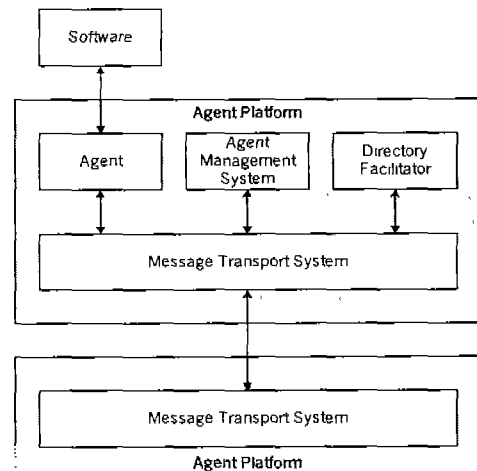 Software
Agent Platform
Agent
Agent
Management
System
Directory
Facilitator
Message Transport System
Message Transport System
Agent Platform